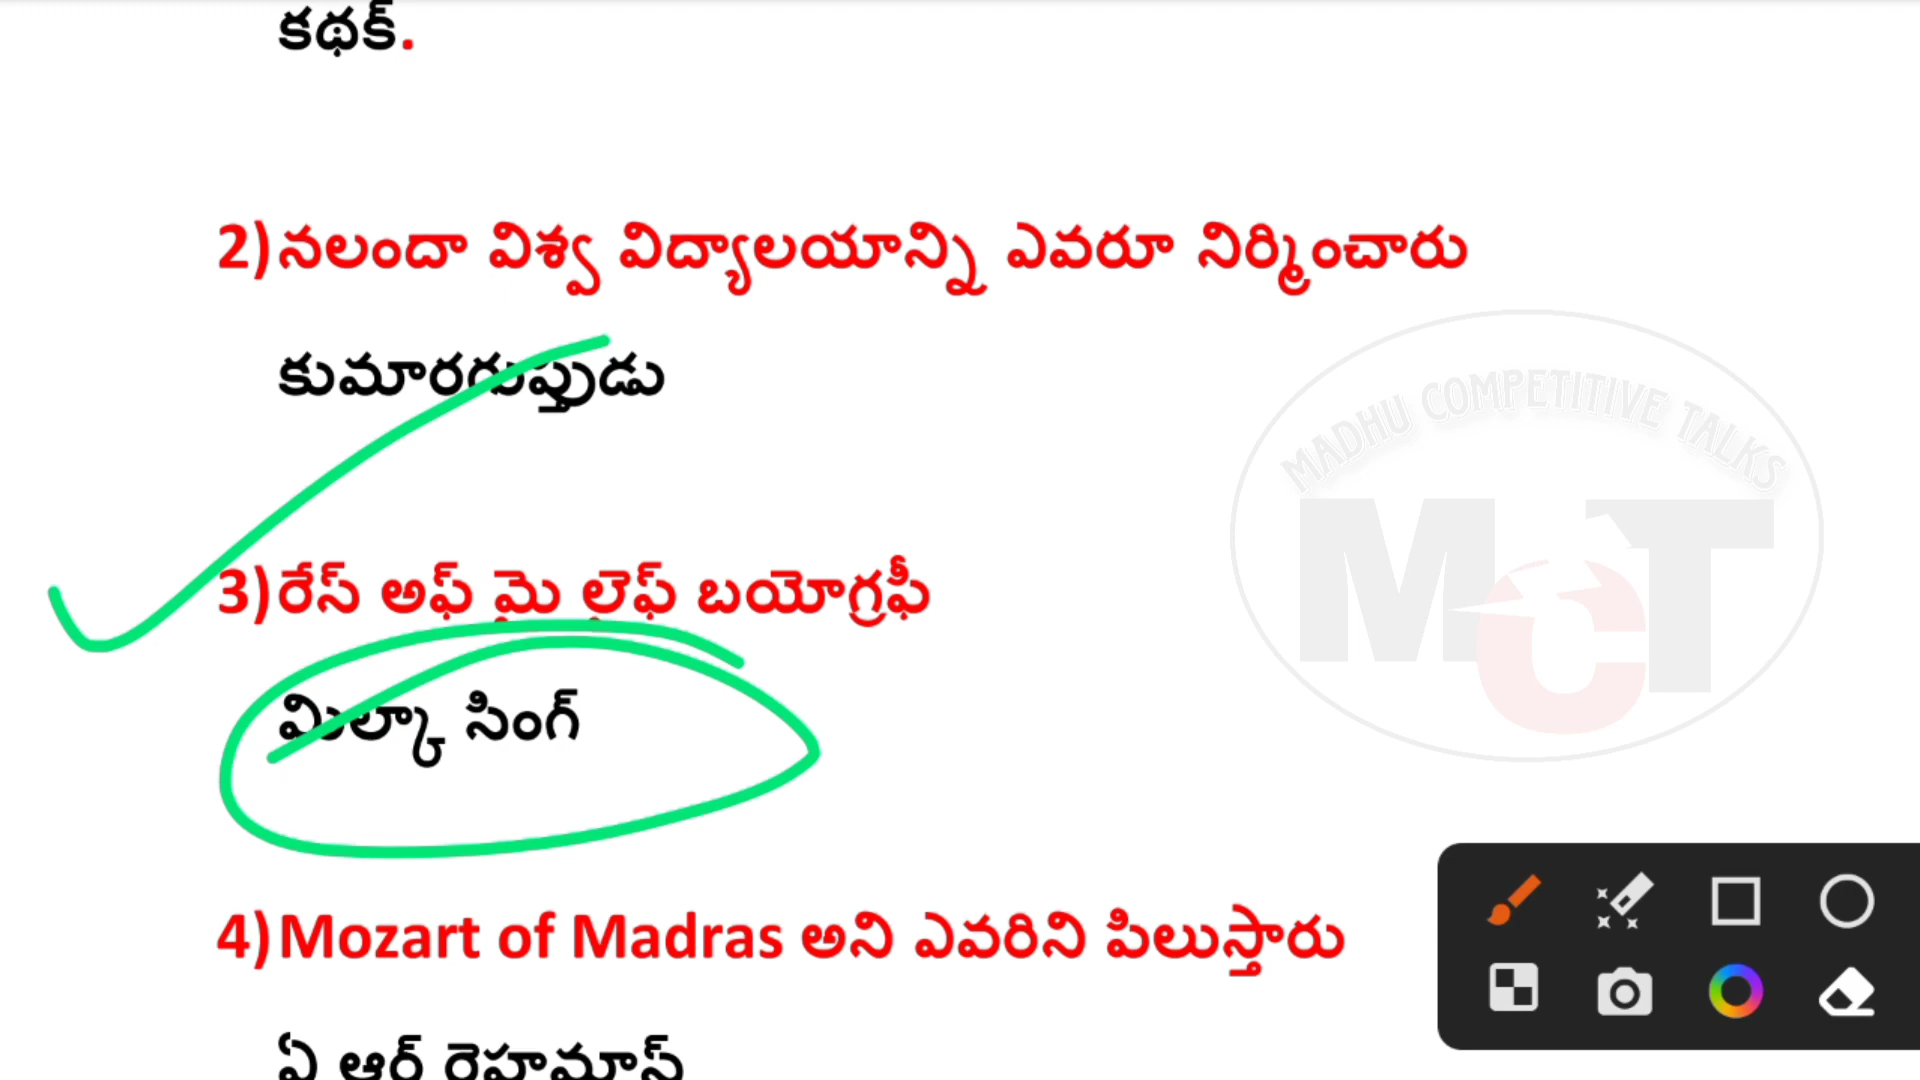 కథక్.
2)నలందా విశ్వ విద్యాలయాన్ని ఎవరూ నిర్మించారు
కుమారగుప్తుడు
3)రేస్ అఫ్ మై లైఫ్ బయోగ్రఫీ
మిల్కా సింగ్
MADHU COMPETITIVE TALKS
MCT
4)Mozart of Madras అని ఎవరిని పిలుస్తారు
ఏ ఆర్ రెహమాన్